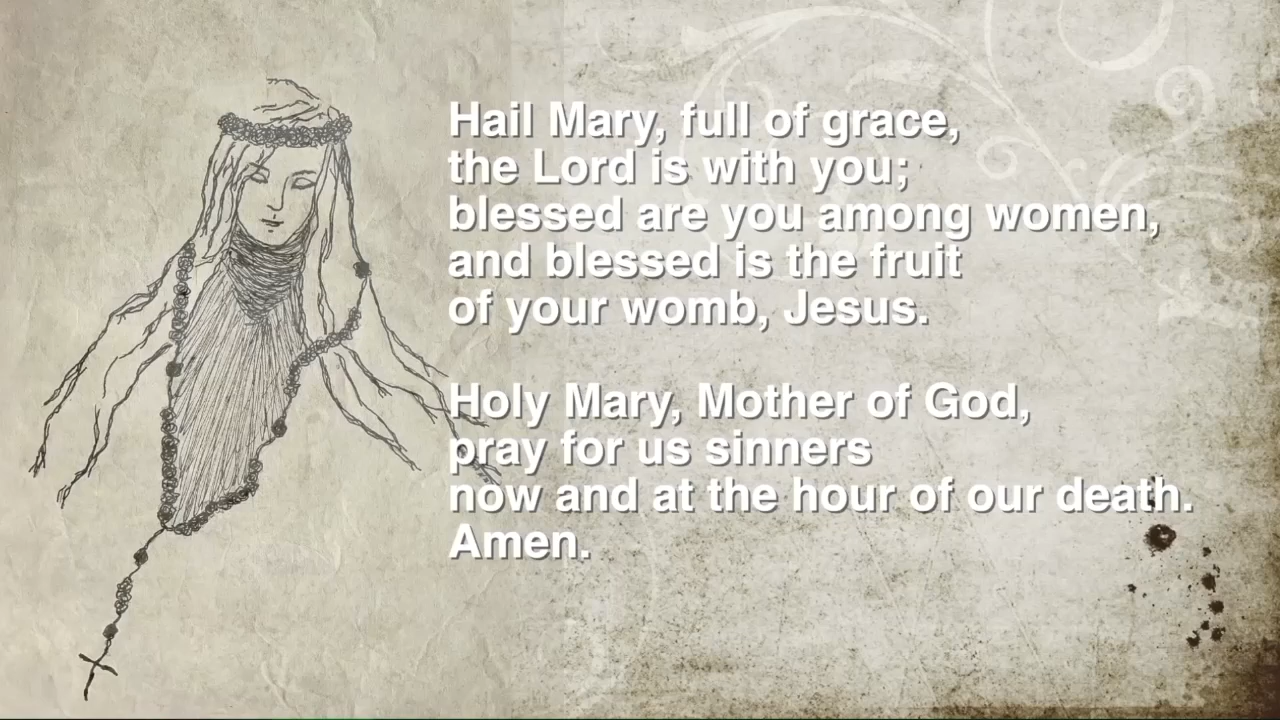 Hail Mary, full of grace,
the Lord is with you;
blessed are you among women,
and blessed is the fruit
of your womb, Jesus.
Holy Mary, Mother of God,
pray for us sinners
now and at the hour of our death.
Amen.